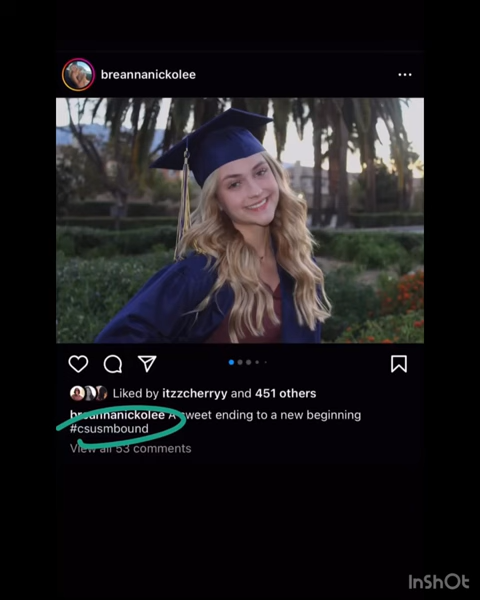 breannanickolee
Liked by itzzcherryy and 451 others
breannanickolee A sweet ending to a new beginning
#csusmbound
View all 53 comments
InShOt